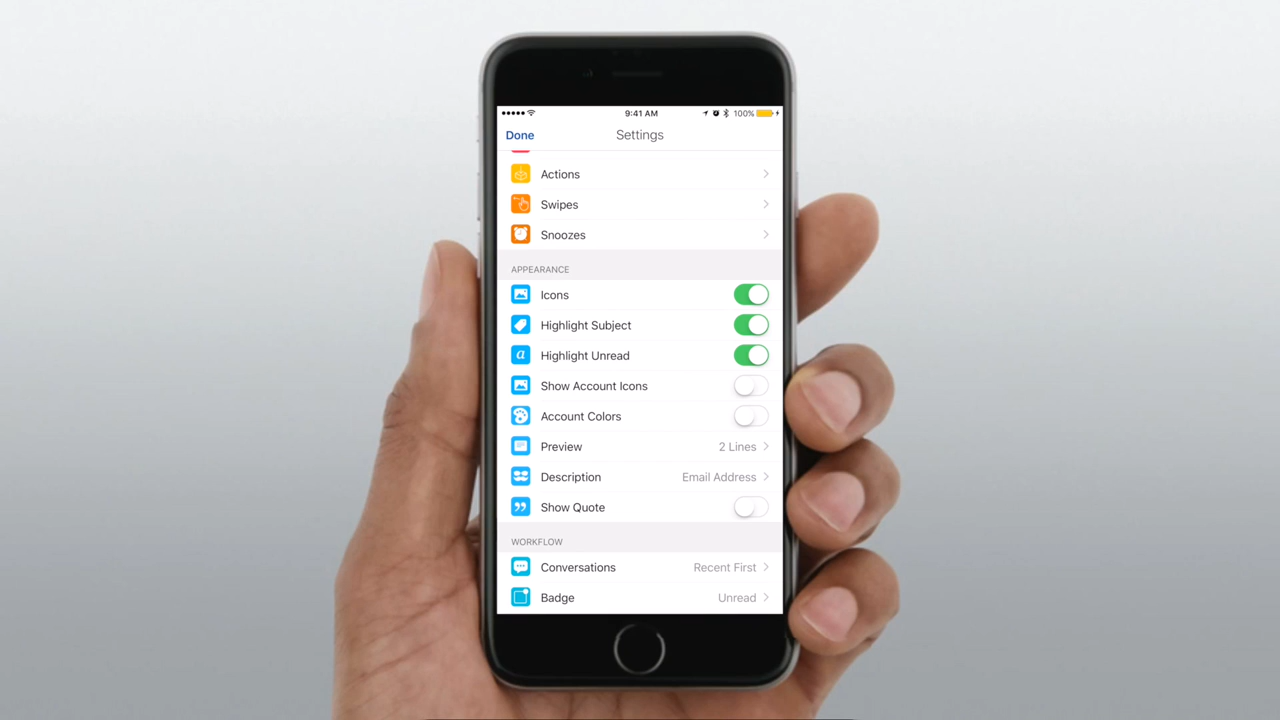 9:41 AM
100%
Done
Settings
Actions
Swipes
Snoozes
APPEARANCE
Icons
Highlight Subject
a Highlight Unread
Show Account Icons
Account Colors
Preview 2 Lines
Description Email Address
Show Quote
WORKFLOW
Conversations Recent First
Badge Unread